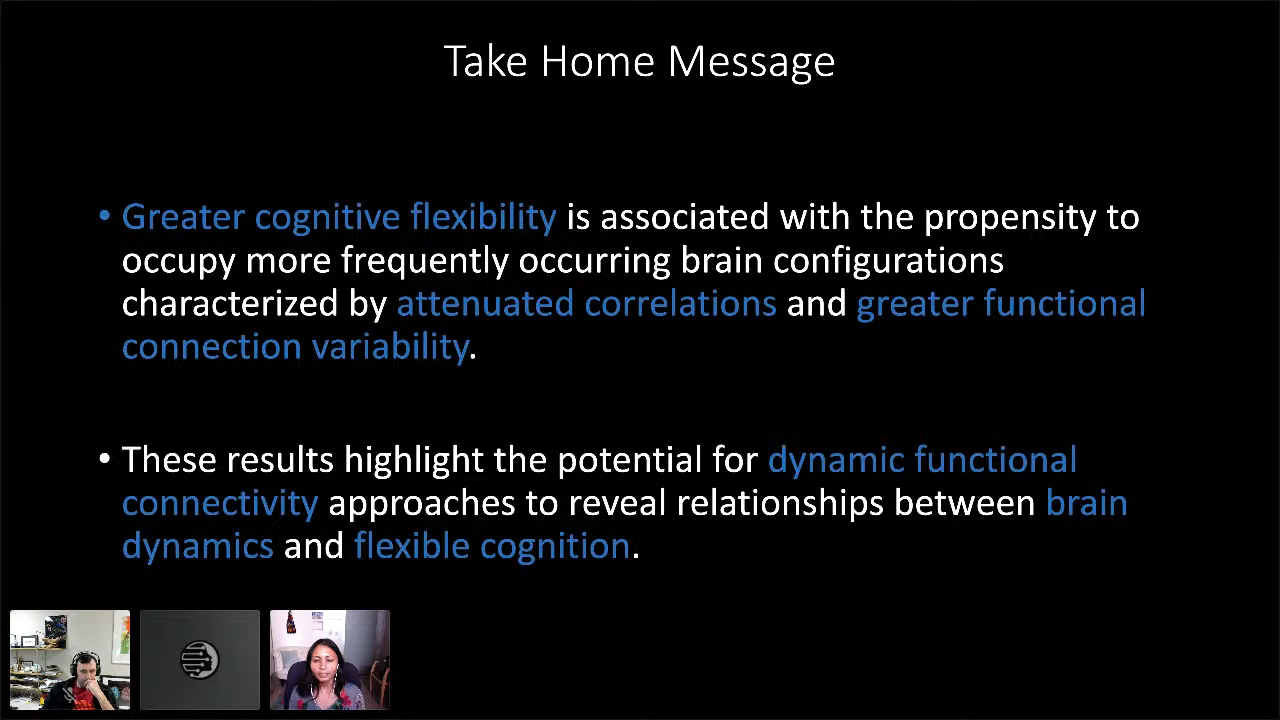 Take Home Message
• Greater cognitive flexibility is associated with the propensity to
occupy more frequently occurring brain configurations
characterized by attenuated correlations and greater functional
connection variability.
• These results highlight the potential for dynamic functional
connectivity approaches to reveal relationships between brain
dynamics and flexible cognition.